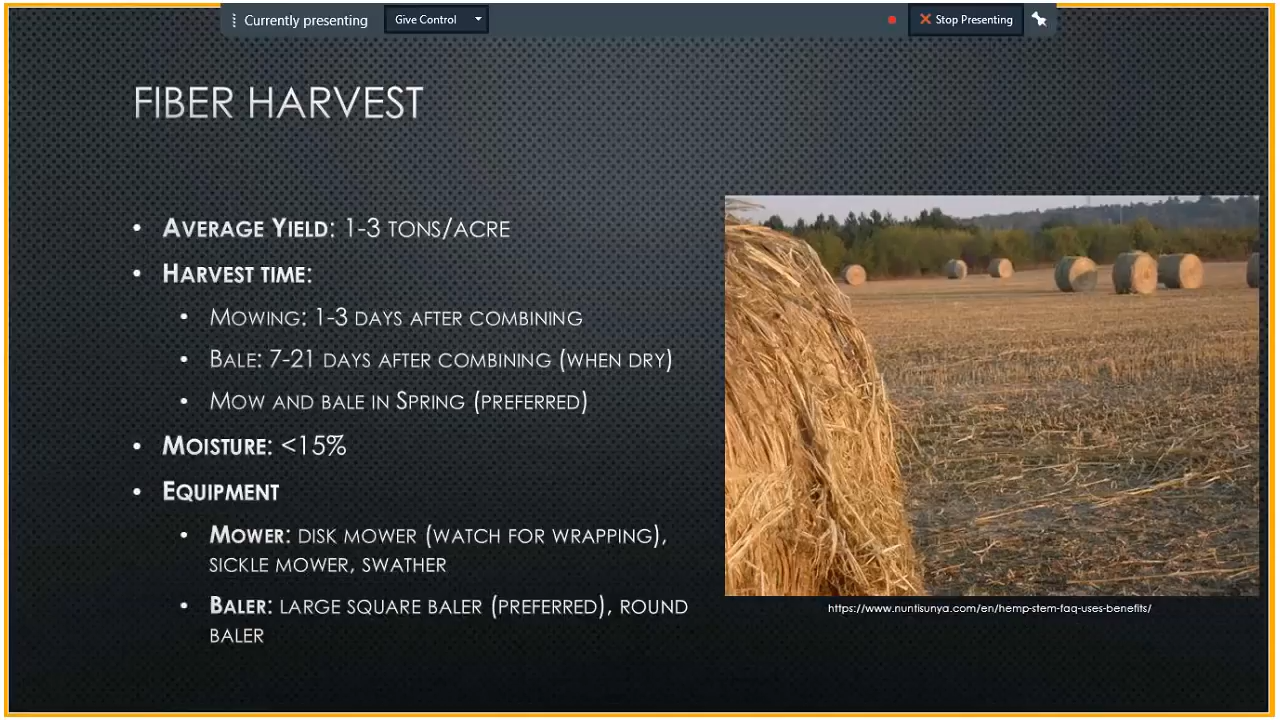 Currently presenting
Give Control
Stop Presenting
FIBER HARVEST
• AVERAGE YIELD: 1-3 TONS/ACRE
• HARVEST TIME:
• MOWING: 1-3 DAYS AFTER COMBINING
• BALE: 7-21 DAYS AFTER COMBINING (WHEN DRY)
• MOW AND BALE IN SPRING (PREFERRED)
• MOISTURE: <15%
• EQUIPMENT
• MOWER: DISK MOWER (WATCH FOR WRAPPING),
SICKLE MOWER, SWATHER
• BALER: LARGE SQUARE BALER (PREFERRED), ROUND
BALER
https://www.nuntisunya.com/en/hemp-stem-faq-uses-benefits/